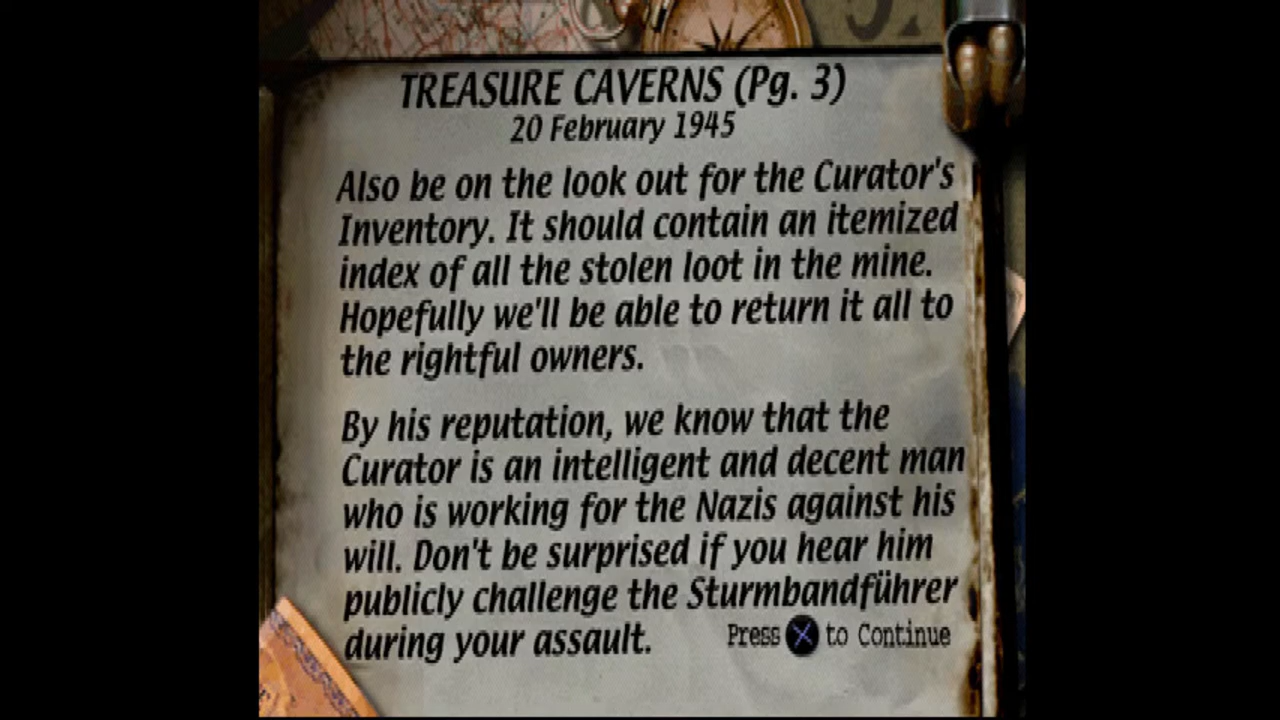 TREASURE CAVERNS (Pg. 3)
20 February 1945
Also be on the look out for the Curator's
Inventory. It should contain an itemized
index of all the stolen loot in the mine.
Hopefully we'll be able to return it all to
the rightful owners.
By his reputation, we know that the
Curator is an intelligent and decent man
who is working for the Nazis against his
will. Don't be surprised if you hear him
publicly challenge the Sturmbandführer
during your assault.
Press X to Continue